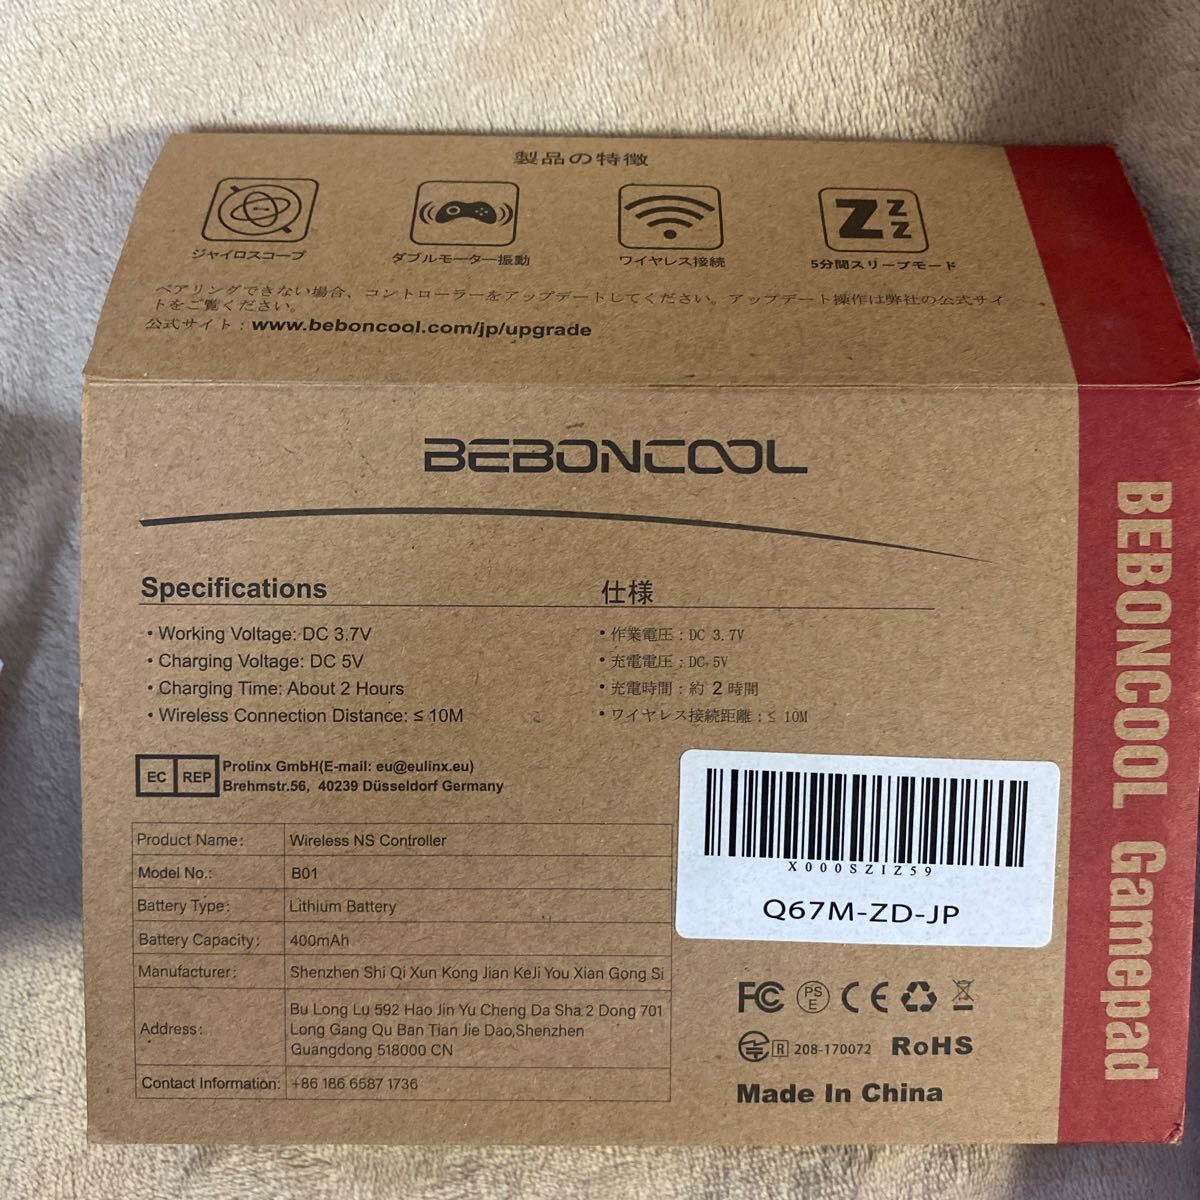 製品の特徴
ジャイロスコープ
ダブルモーター振動
ワイヤレス接続
ZZZ
5分間スリープモード
ペアリングできない場合、コントローラーをアップデートしてください。アップデート操作は弊社の公式サイ
トをご覧ください。
公式サイト：www.beboncool.com/jp/upgrade
BEBONCOOL
Specifications
• Working Voltage: DC 3.7V
• Charging Voltage: DC 5V
• Charging Time: About 2 Hours
• Wireless Connection Distance: ≤ 10M
仕様
• 作業電圧：DC 3.7V
• 充電電圧：DC 5V
• 充電時間：約 2 時間
• ワイヤレス接続距離：≤ 10M
EC REP
Prolinx GmbH(E-mail: eu@eulinx.eu)
Brehmstr.56, 40239 Düsseldorf Germany
Product Name: Wireless NS Controller
Model No.: B01
Battery Type: Lithium Battery
Battery Capacity: 400mAh
Manufacturer: Shenzhen Shi Qi Xun Kong Jian KeJi You Xian Gong Si
Address: Bu Long Lu 592 Hao Jin Yu Cheng Da Sha 2 Dong 701
Long Gang Qu Ban Tian Jie Dao,Shenzhen
Guangdong 518000 CN
Contact Information: +86 186 6587 1736
X000SZIZ59
Q67M-ZD-JP
FC PSE CE
R 208-170072 RoHS
Made In China
BEBONCOOL Gamepad